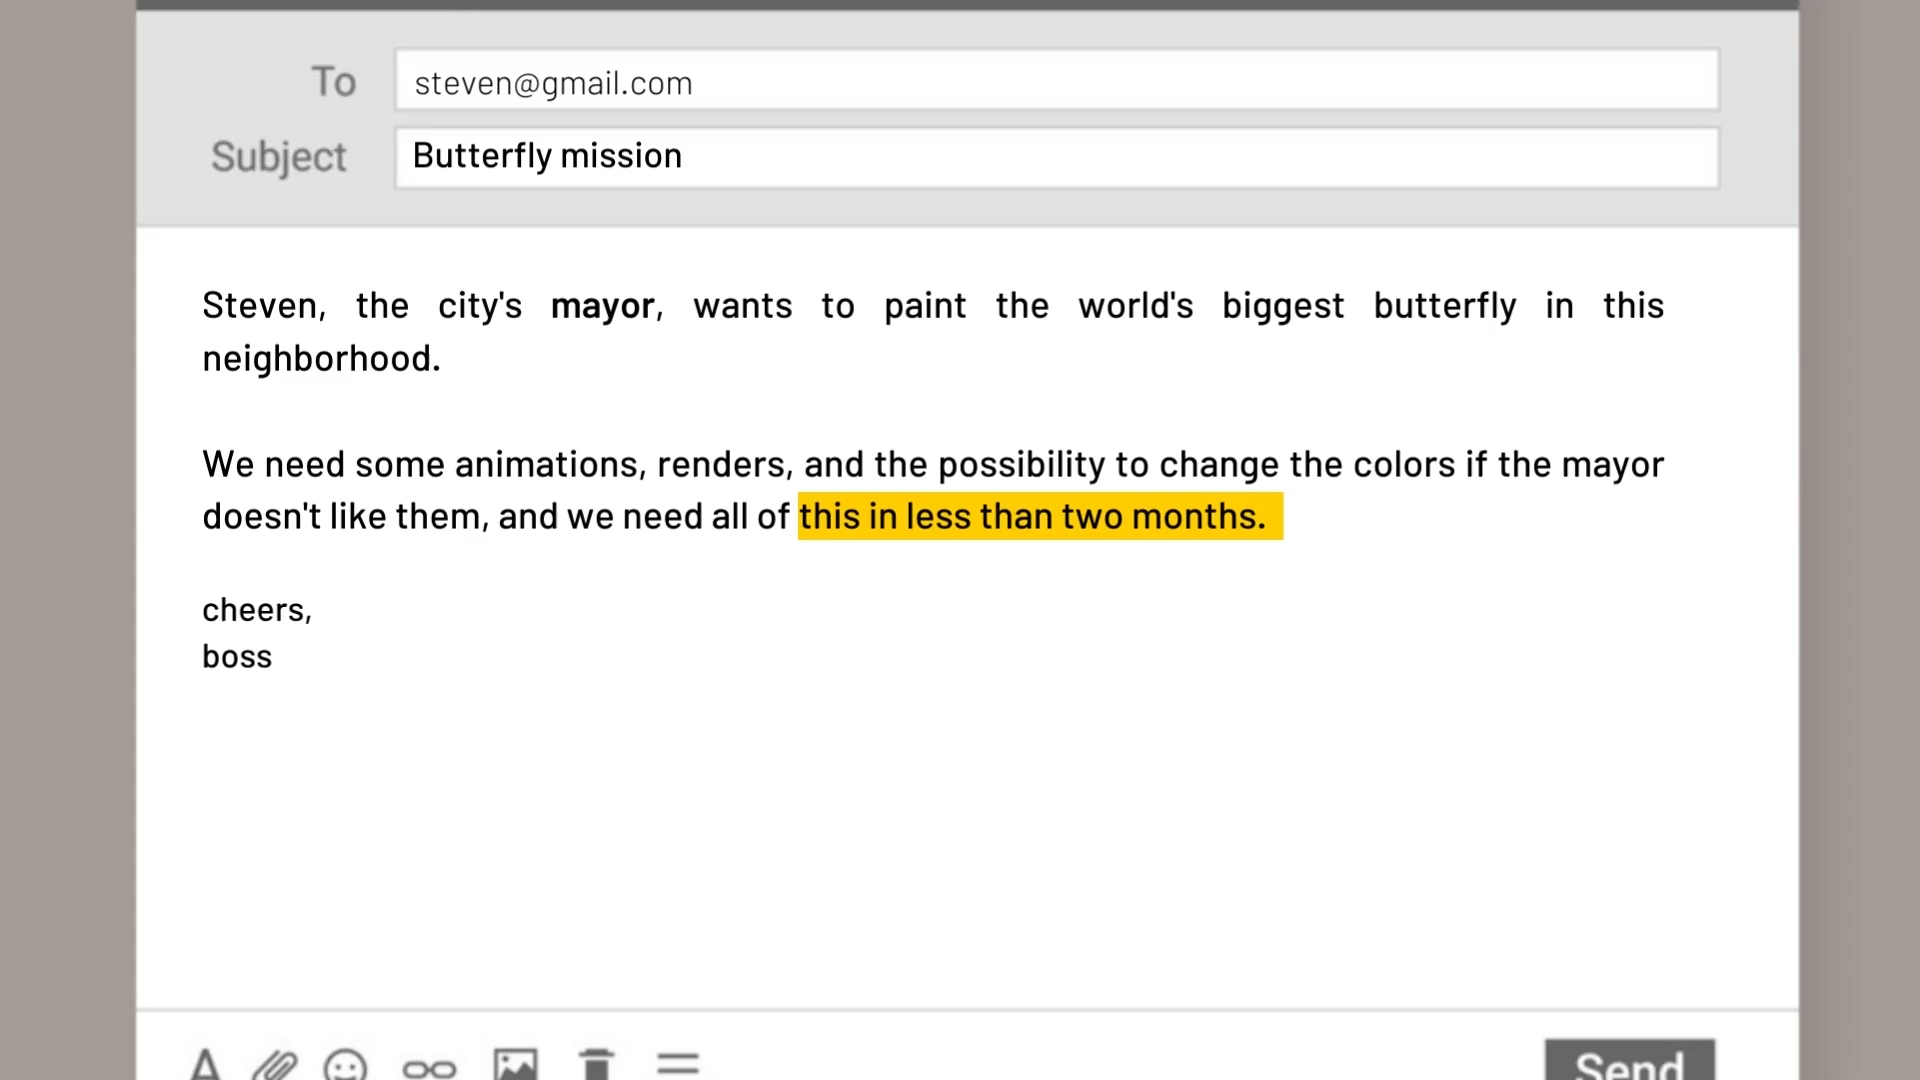 To
steven@gmail.com
Subject
Butterfly mission
Steven, the city's mayor, wants to paint the world's biggest butterfly in this
neighborhood.
We need some animations, renders, and the possibility to change the colors if the mayor
doesn't like them, and we need all of this in less than two months.
cheers,
boss
A
Send